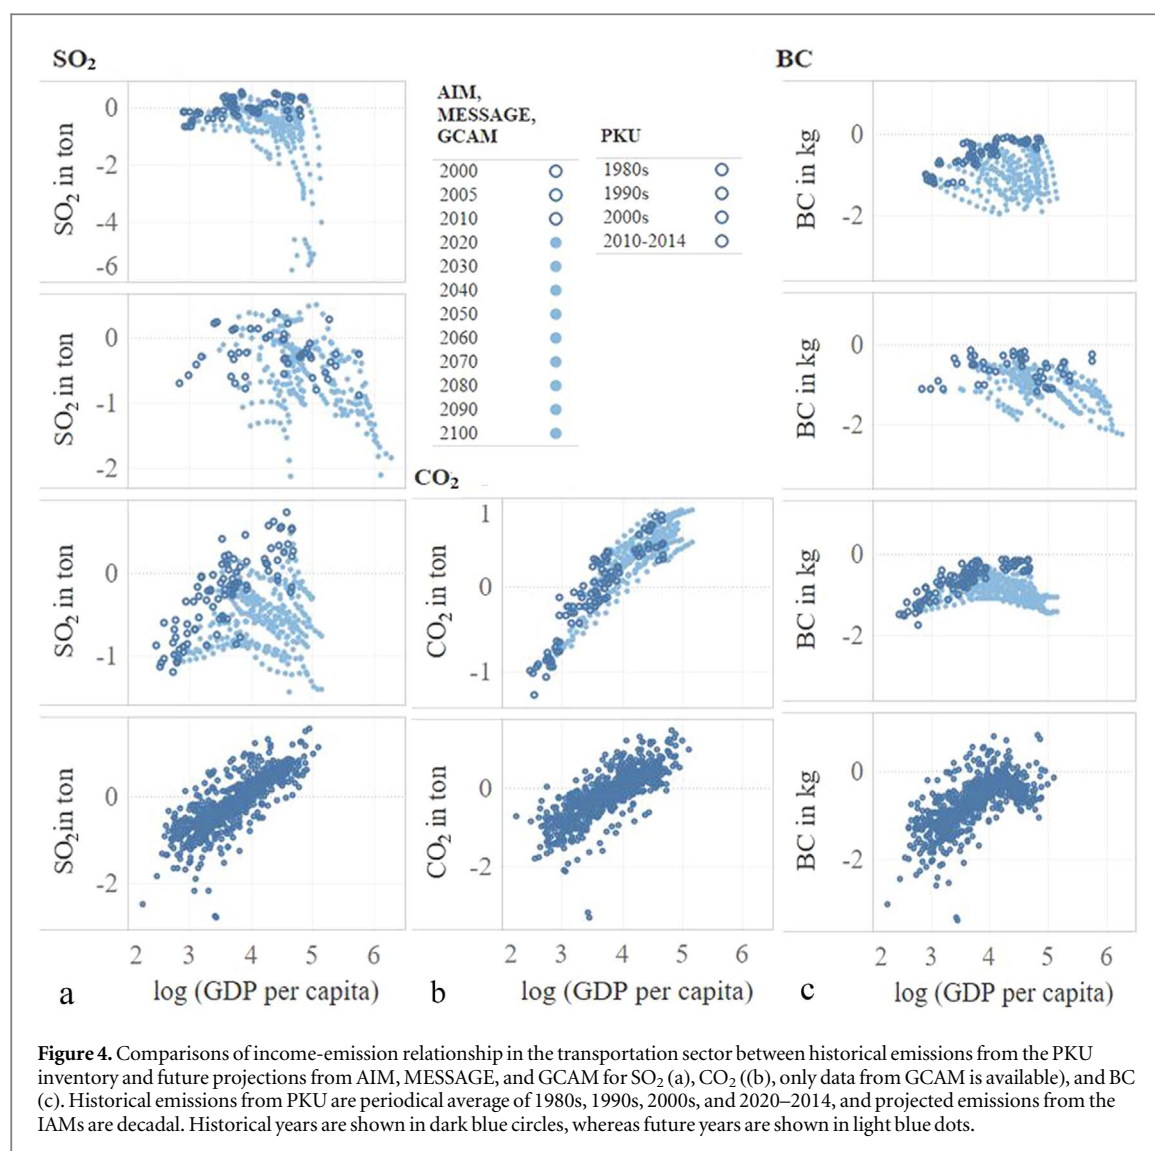 SO2
BC
0
-2
-4
-6
SO2 in ton
AIM,
MESSAGE,
GCAM
2000
2005
2010
2020
2030
2040
2050
2060
2070
2080
2090
2100
PKU
1980s
1990s
2000s
2010-2014
0
-2
BC in kg
0
-1
-2
SO2 in ton
0
-2
BC in kg
CO2
0
-1
SO2 in ton
1
0
-1
CO2 in ton
0
-2
BC in kg
0
-2
SO2in ton
0
-2
CO2 in ton
0
-2
BC in kg
2 3 4 5 6
2 3 4 5 6
2 3 4 5 6
a log (GDP per capita)
b log (GDP per capita)
c log (GDP per capita)
Figure 4. Comparisons of income-emission relationship in the transportation sector between historical emissions from the PKU
inventory and future projections from AIM, MESSAGE, and GCAM for SO2 (a), CO2 ((b), only data from GCAM is available), and BC
(c). Historical emissions from PKU are periodical average of 1980s, 1990s, 2000s, and 2020–2014, and projected emissions from the
IAMs are decadal. Historical years are shown in dark blue circles, whereas future years are shown in light blue dots.